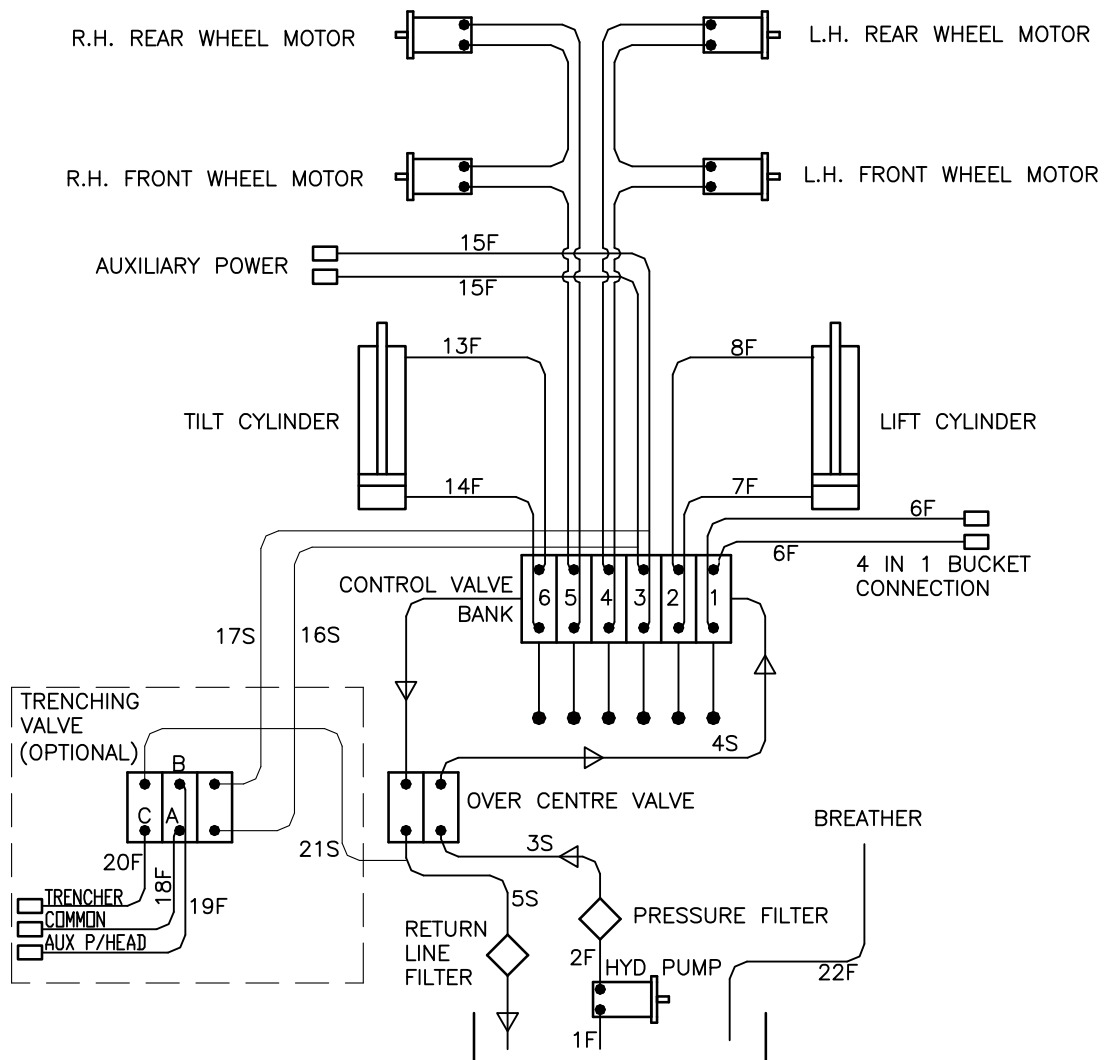 R.H. REAR WHEEL MOTOR
L.H. REAR WHEEL MOTOR
R.H. FRONT WHEEL MOTOR
L.H. FRONT WHEEL MOTOR
15F
AUXILIARY POWER
15F
13F
8F
TILT CYLINDER
LIFT CYLINDER
14F
7F
6F
6F
4 IN 1 BUCKET
CONNECTION
CONTROL VALVE
BANK
6 5 4 3 2 1
17S
16S
TRENCHING
VALVE
(OPTIONAL)
B
C A
4S
OVER CENTRE VALVE
BREATHER
20F
18F
19F
21S
3S
TRENCHER
COMMON
AUX P/HEAD
5S
PRESSURE FILTER
RETURN
LINE
FILTER
2F
HYD PUMP
22F
1F